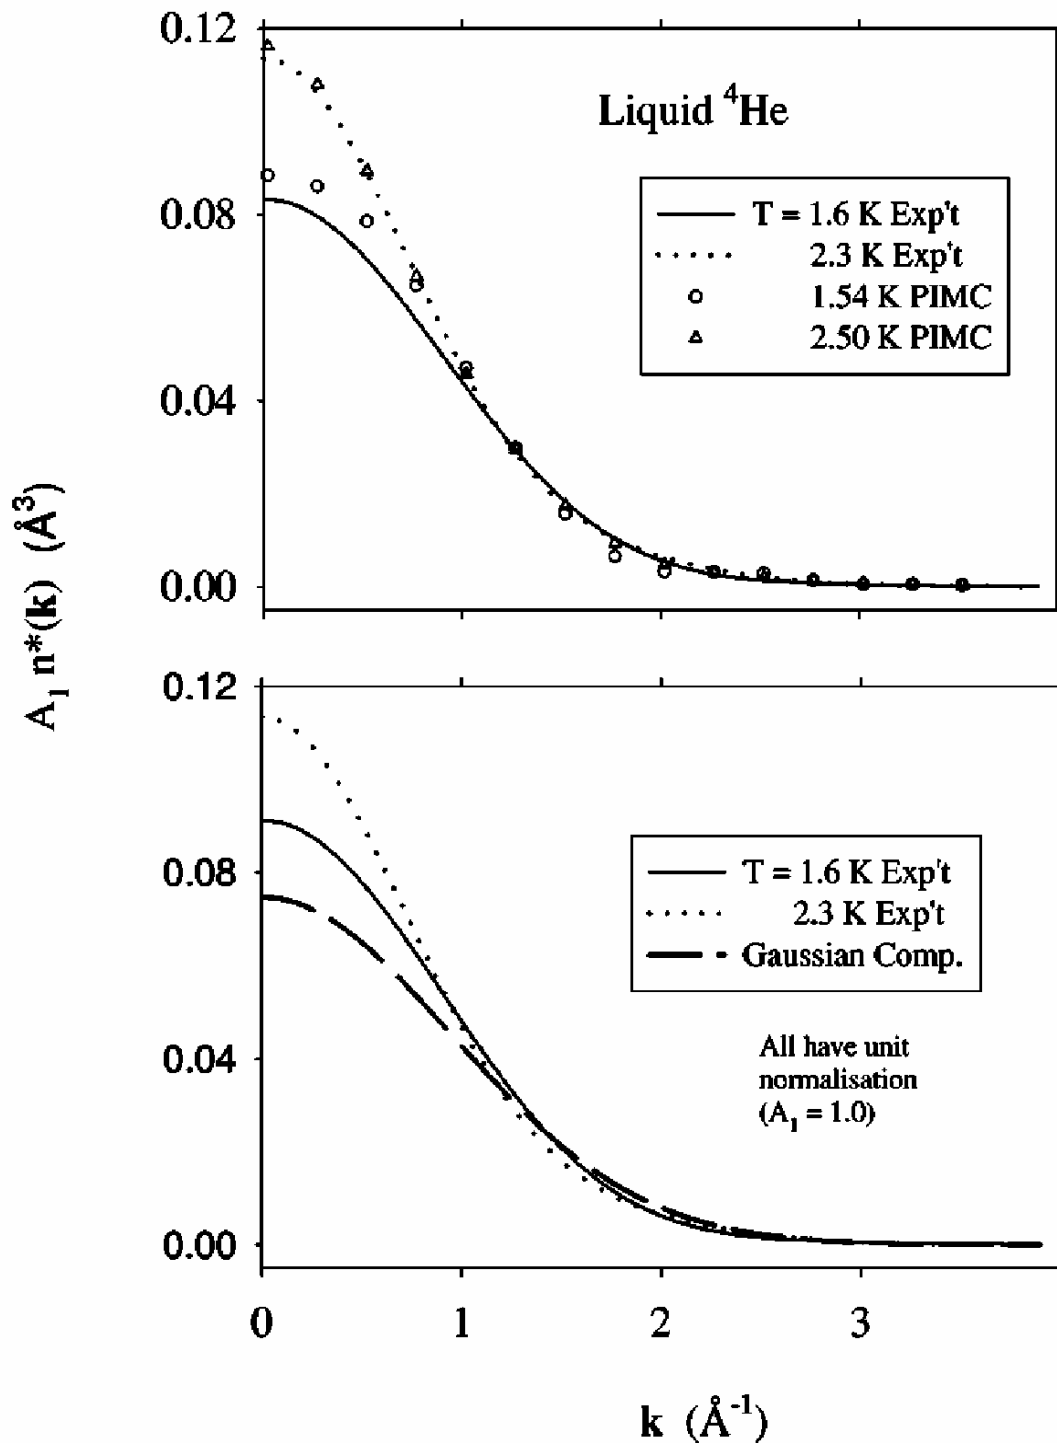 0.12
Liquid ⁴He
T = 1.6 K Exp't
2.3 K Exp't
1.54 K PIMC
2.50 K PIMC
0.08
0.04
0.00
A₁ n*(k) (Å³)
0.12
0.08
0.04
0.00
T = 1.6 K Exp't
2.3 K Exp't
Gaussian Comp.
All have unit
normalisation
(A₁ = 1.0)
0 1 2 3
k (Å⁻¹)